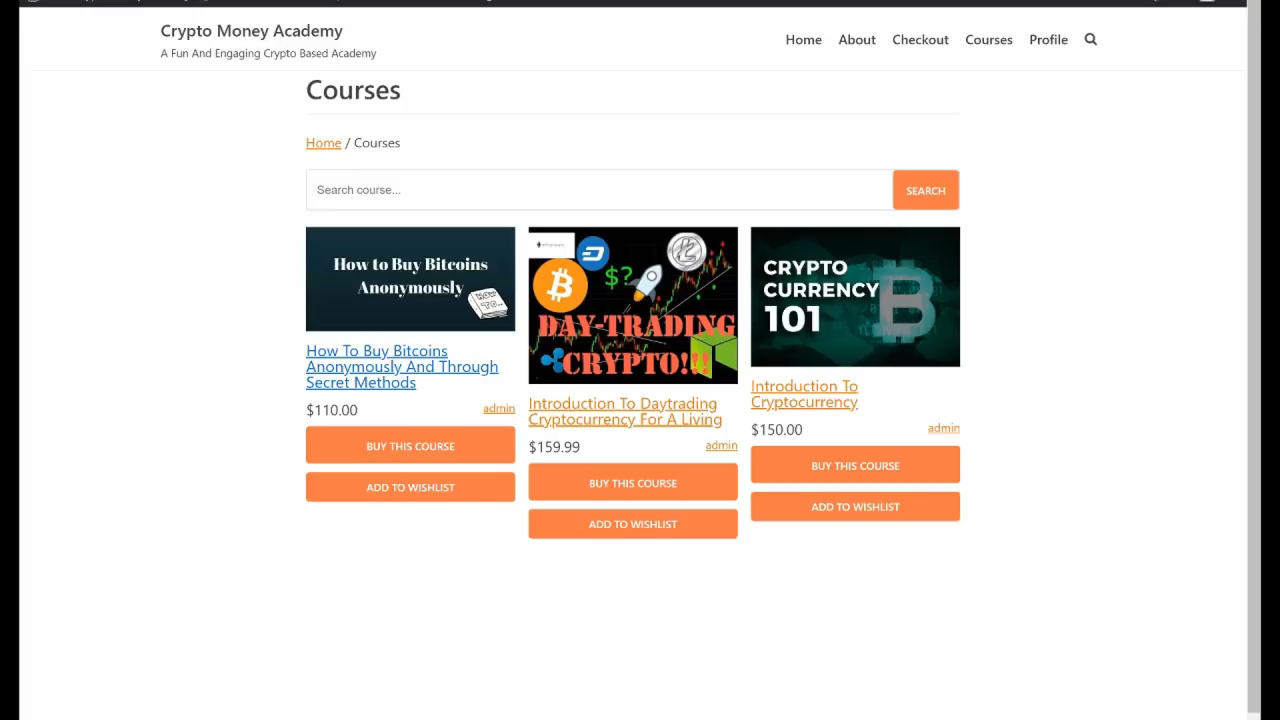 Crypto Money Academy
A Fun And Engaging Crypto Based Academy
Home About Checkout Courses Profile
Courses
Home / Courses
Search course...
SEARCH
How to Buy Bitcoins
Anonymously
HOW TO..
How To Buy Bitcoins
Anonymously And Through
Secret Methods
$110.00
admin
BUY THIS COURSE
ADD TO WISHLIST
$?
DAY-TRADING
CRYPTO!!!
Introduction To Daytrading
Cryptocurrency For A Living
$159.99
admin
BUY THIS COURSE
ADD TO WISHLIST
CRYPTO
CURRENCY
101
Introduction To
Cryptocurrency
$150.00
admin
BUY THIS COURSE
ADD TO WISHLIST